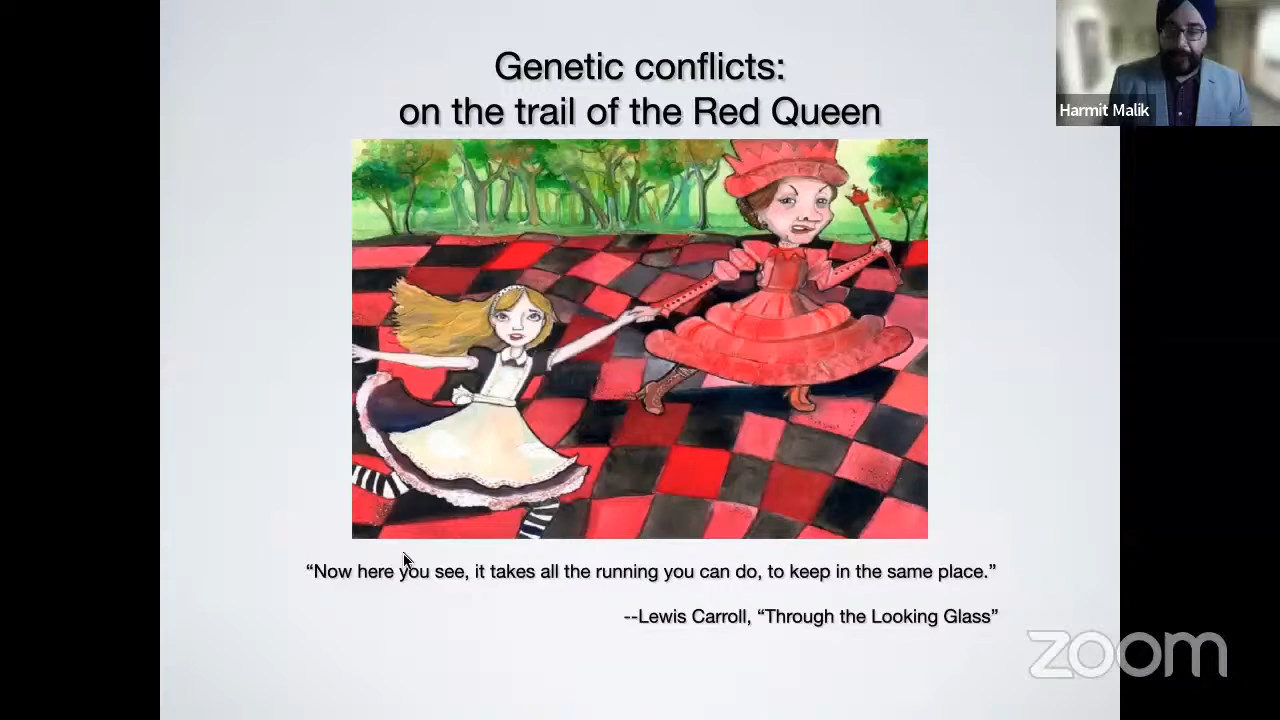 Genetic conflicts:
on the trail of the Red Queen
Harmit Malik
“Now here you see, it takes all the running you can do, to keep in the same place.”
--Lewis Carroll, “Through the Looking Glass”
zoom